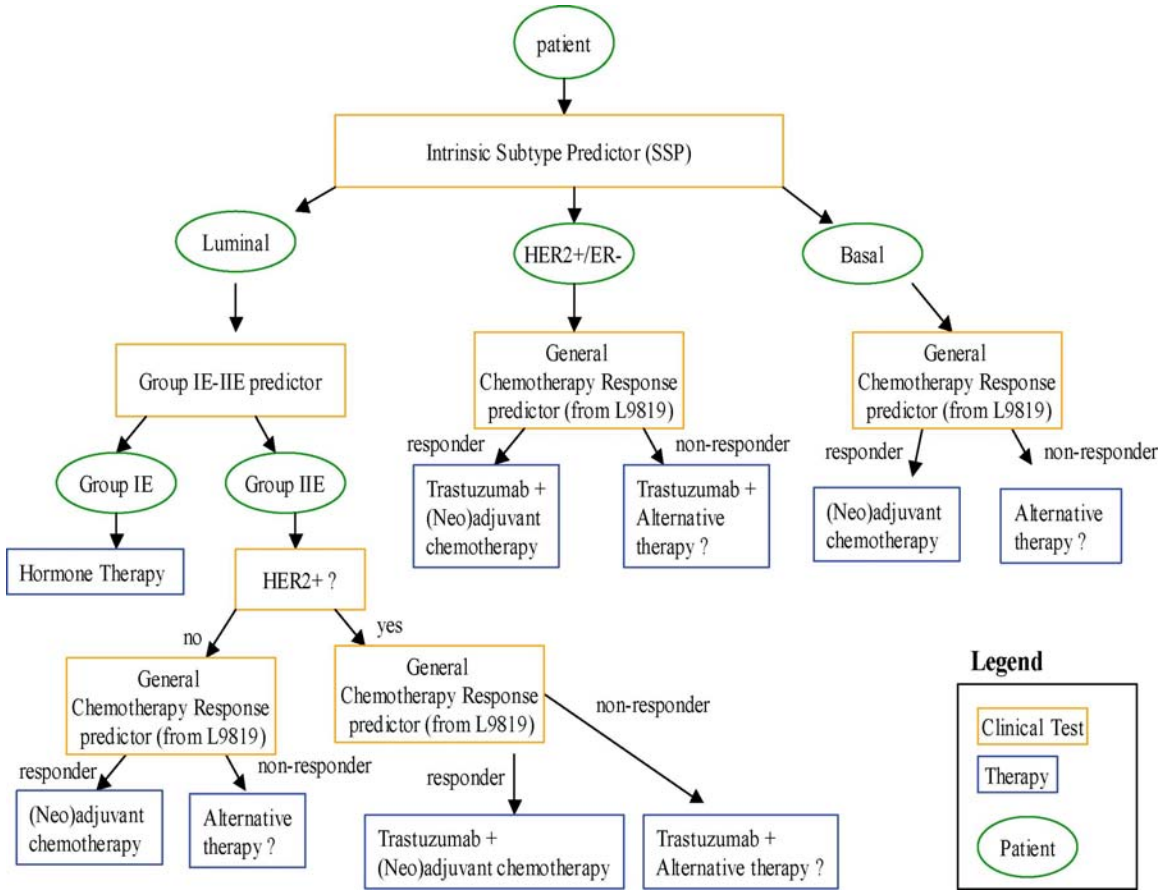 patient
Intrinsic Subtype Predictor (SSP)
Luminal
HER2+/ER-
Basal
Group IE-IIE predictor
General
Chemotherapy Response
predictor (from L9819)
General
Chemotherapy Response
predictor (from L9819)
responder
non-responder
responder
non-responder
Group IE
Group IIE
Trastuzumab +
(Neo)adjuvant
chemotherapy
Trastuzumab +
Alternative
therapy ?
(Neo)adjuvant
chemotherapy
Alternative
therapy ?
Hormone Therapy
HER2+ ?
no
yes
General
Chemotherapy Response
predictor (from L9819)
General
Chemotherapy Response
predictor (from L9819)
responder
non-responder
responder
non-responder
(Neo)adjuvant
chemotherapy
Alternative
therapy ?
Trastuzumab +
(Neo)adjuvant chemotherapy
Trastuzumab +
Alternative therapy ?
Legend
Clinical Test
Therapy
Patient